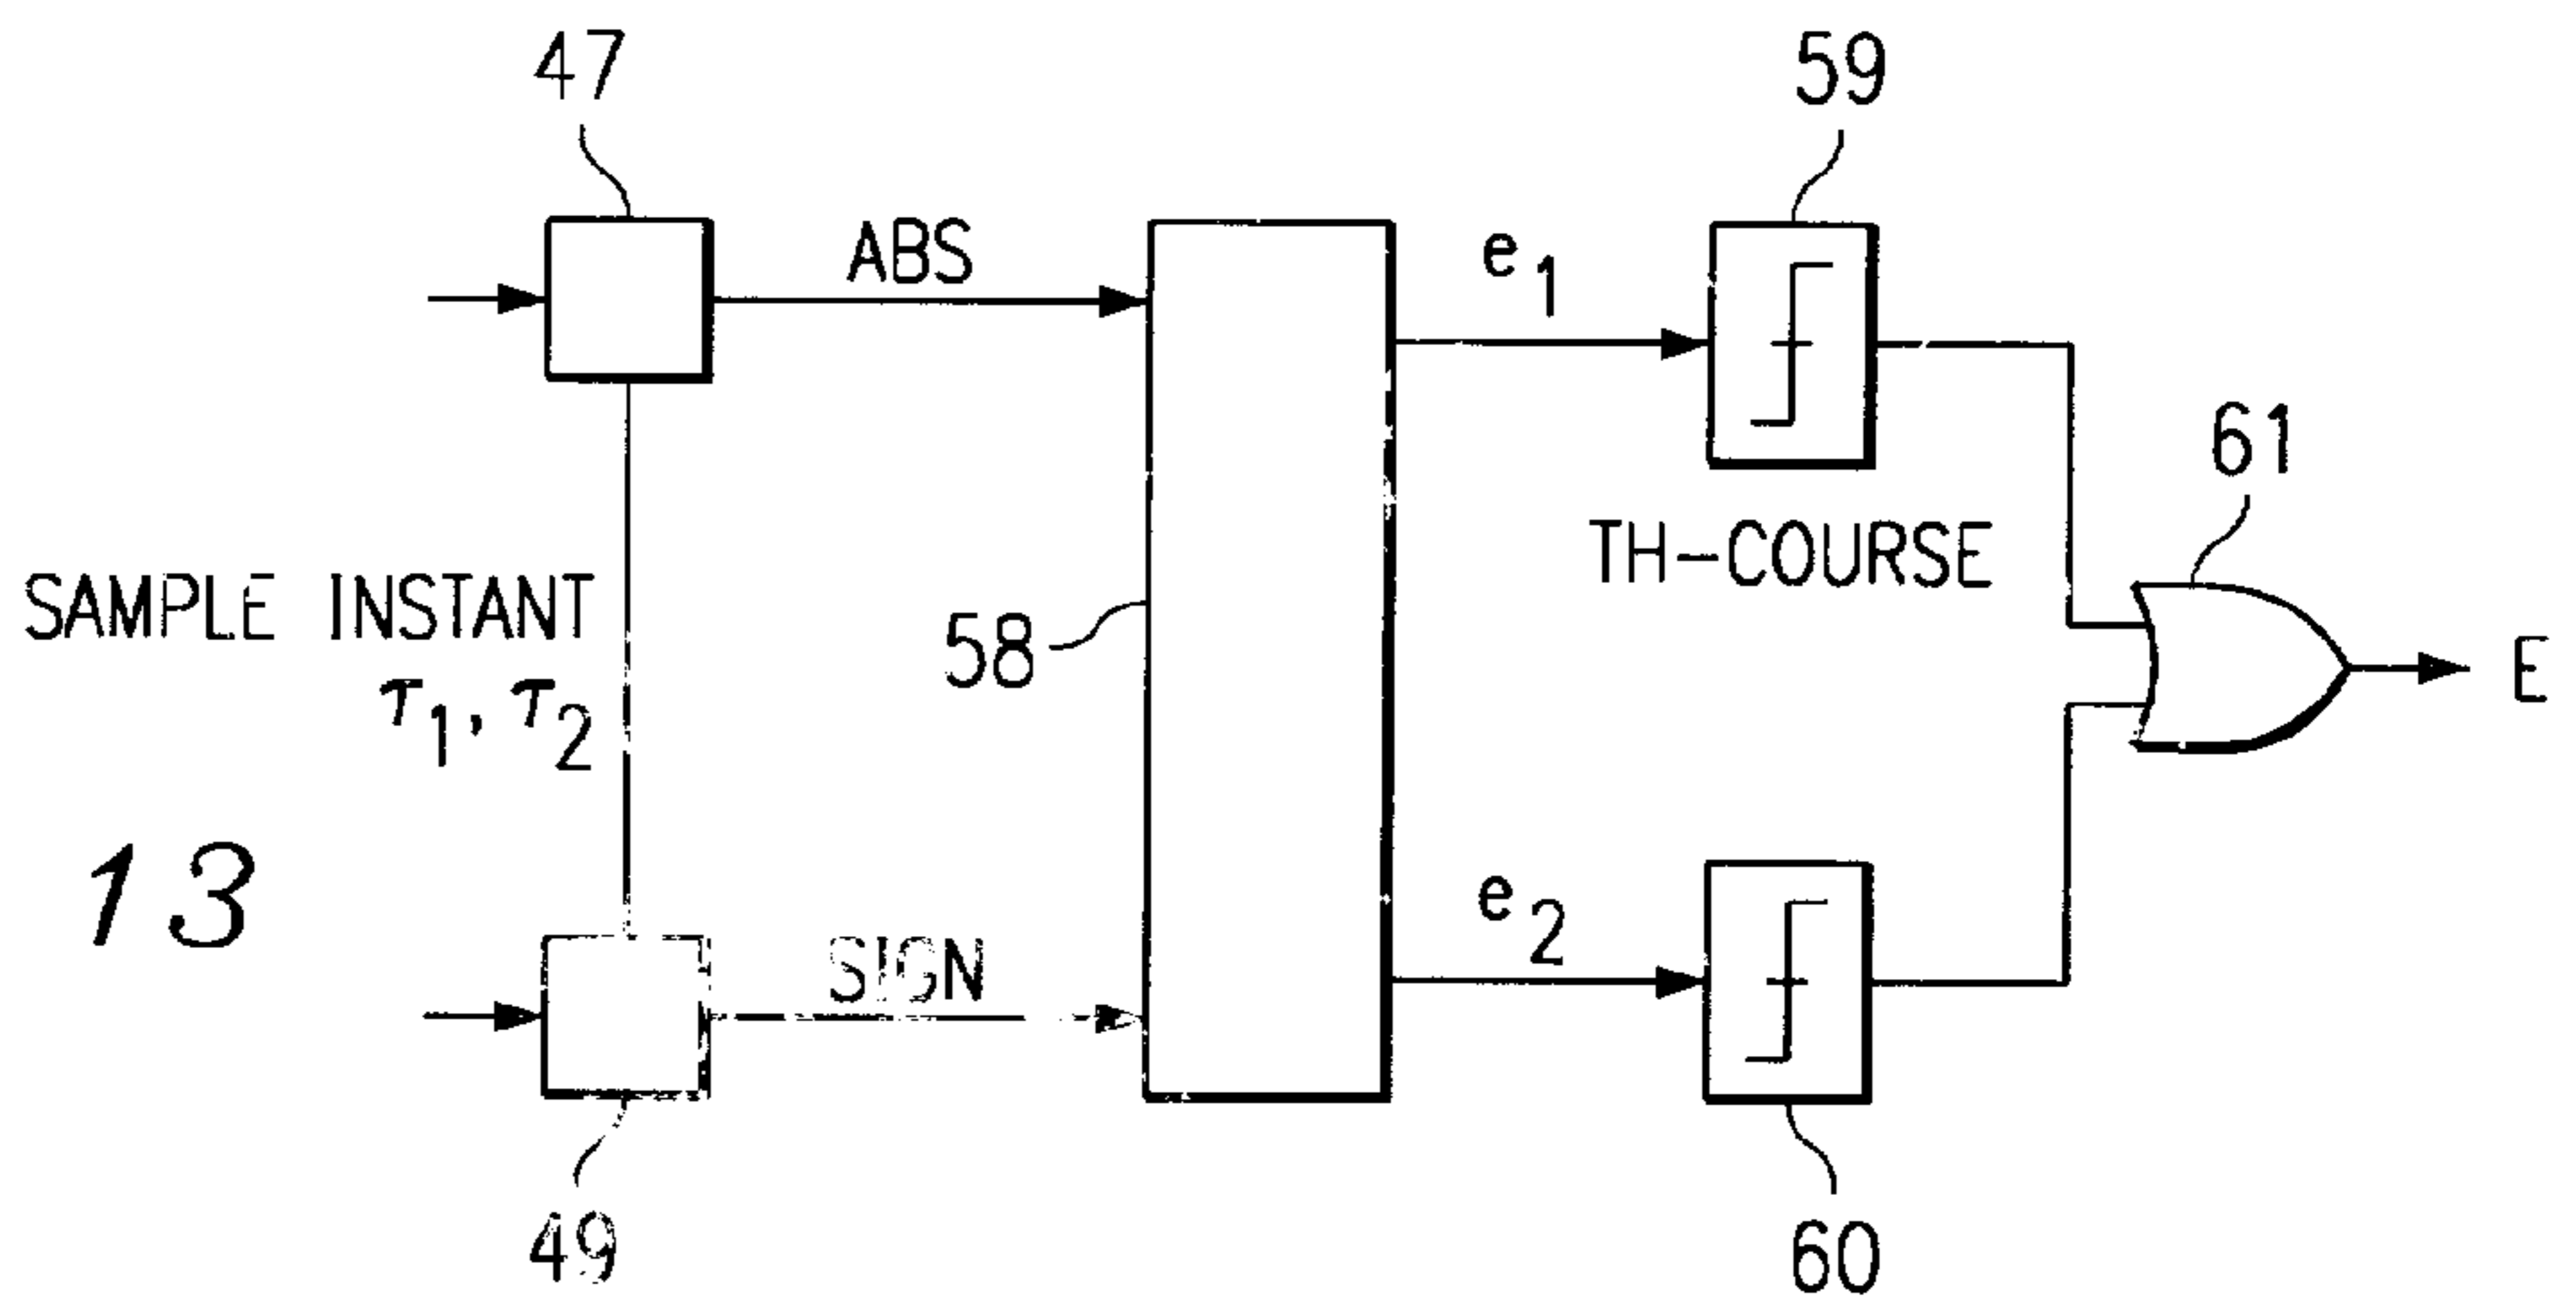 47
59
ABS
e1
61
TH-COURSE
SAMPLE INSTANT
τ1, τ2
58
E
13
SIGN
e2
49
60